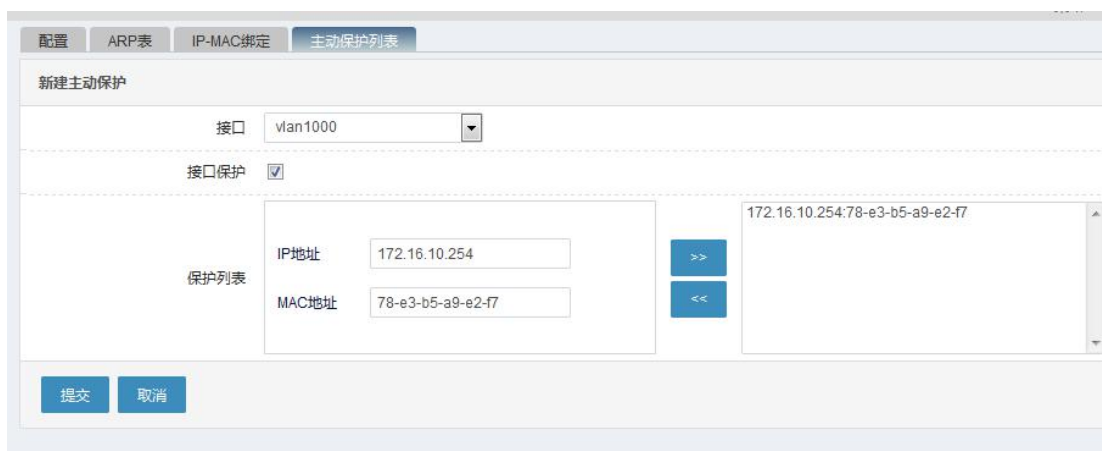 配置 ARP表 IP-MAC绑定 主动保护列表
新建主动保护
接口 vlan1000
接口保护
保护列表
IP地址 172.16.10.254
MAC地址 78-e3-b5-a9-e2-f7
>>
<<
172.16.10.254:78-e3-b5-a9-e2-f7
提交 取消